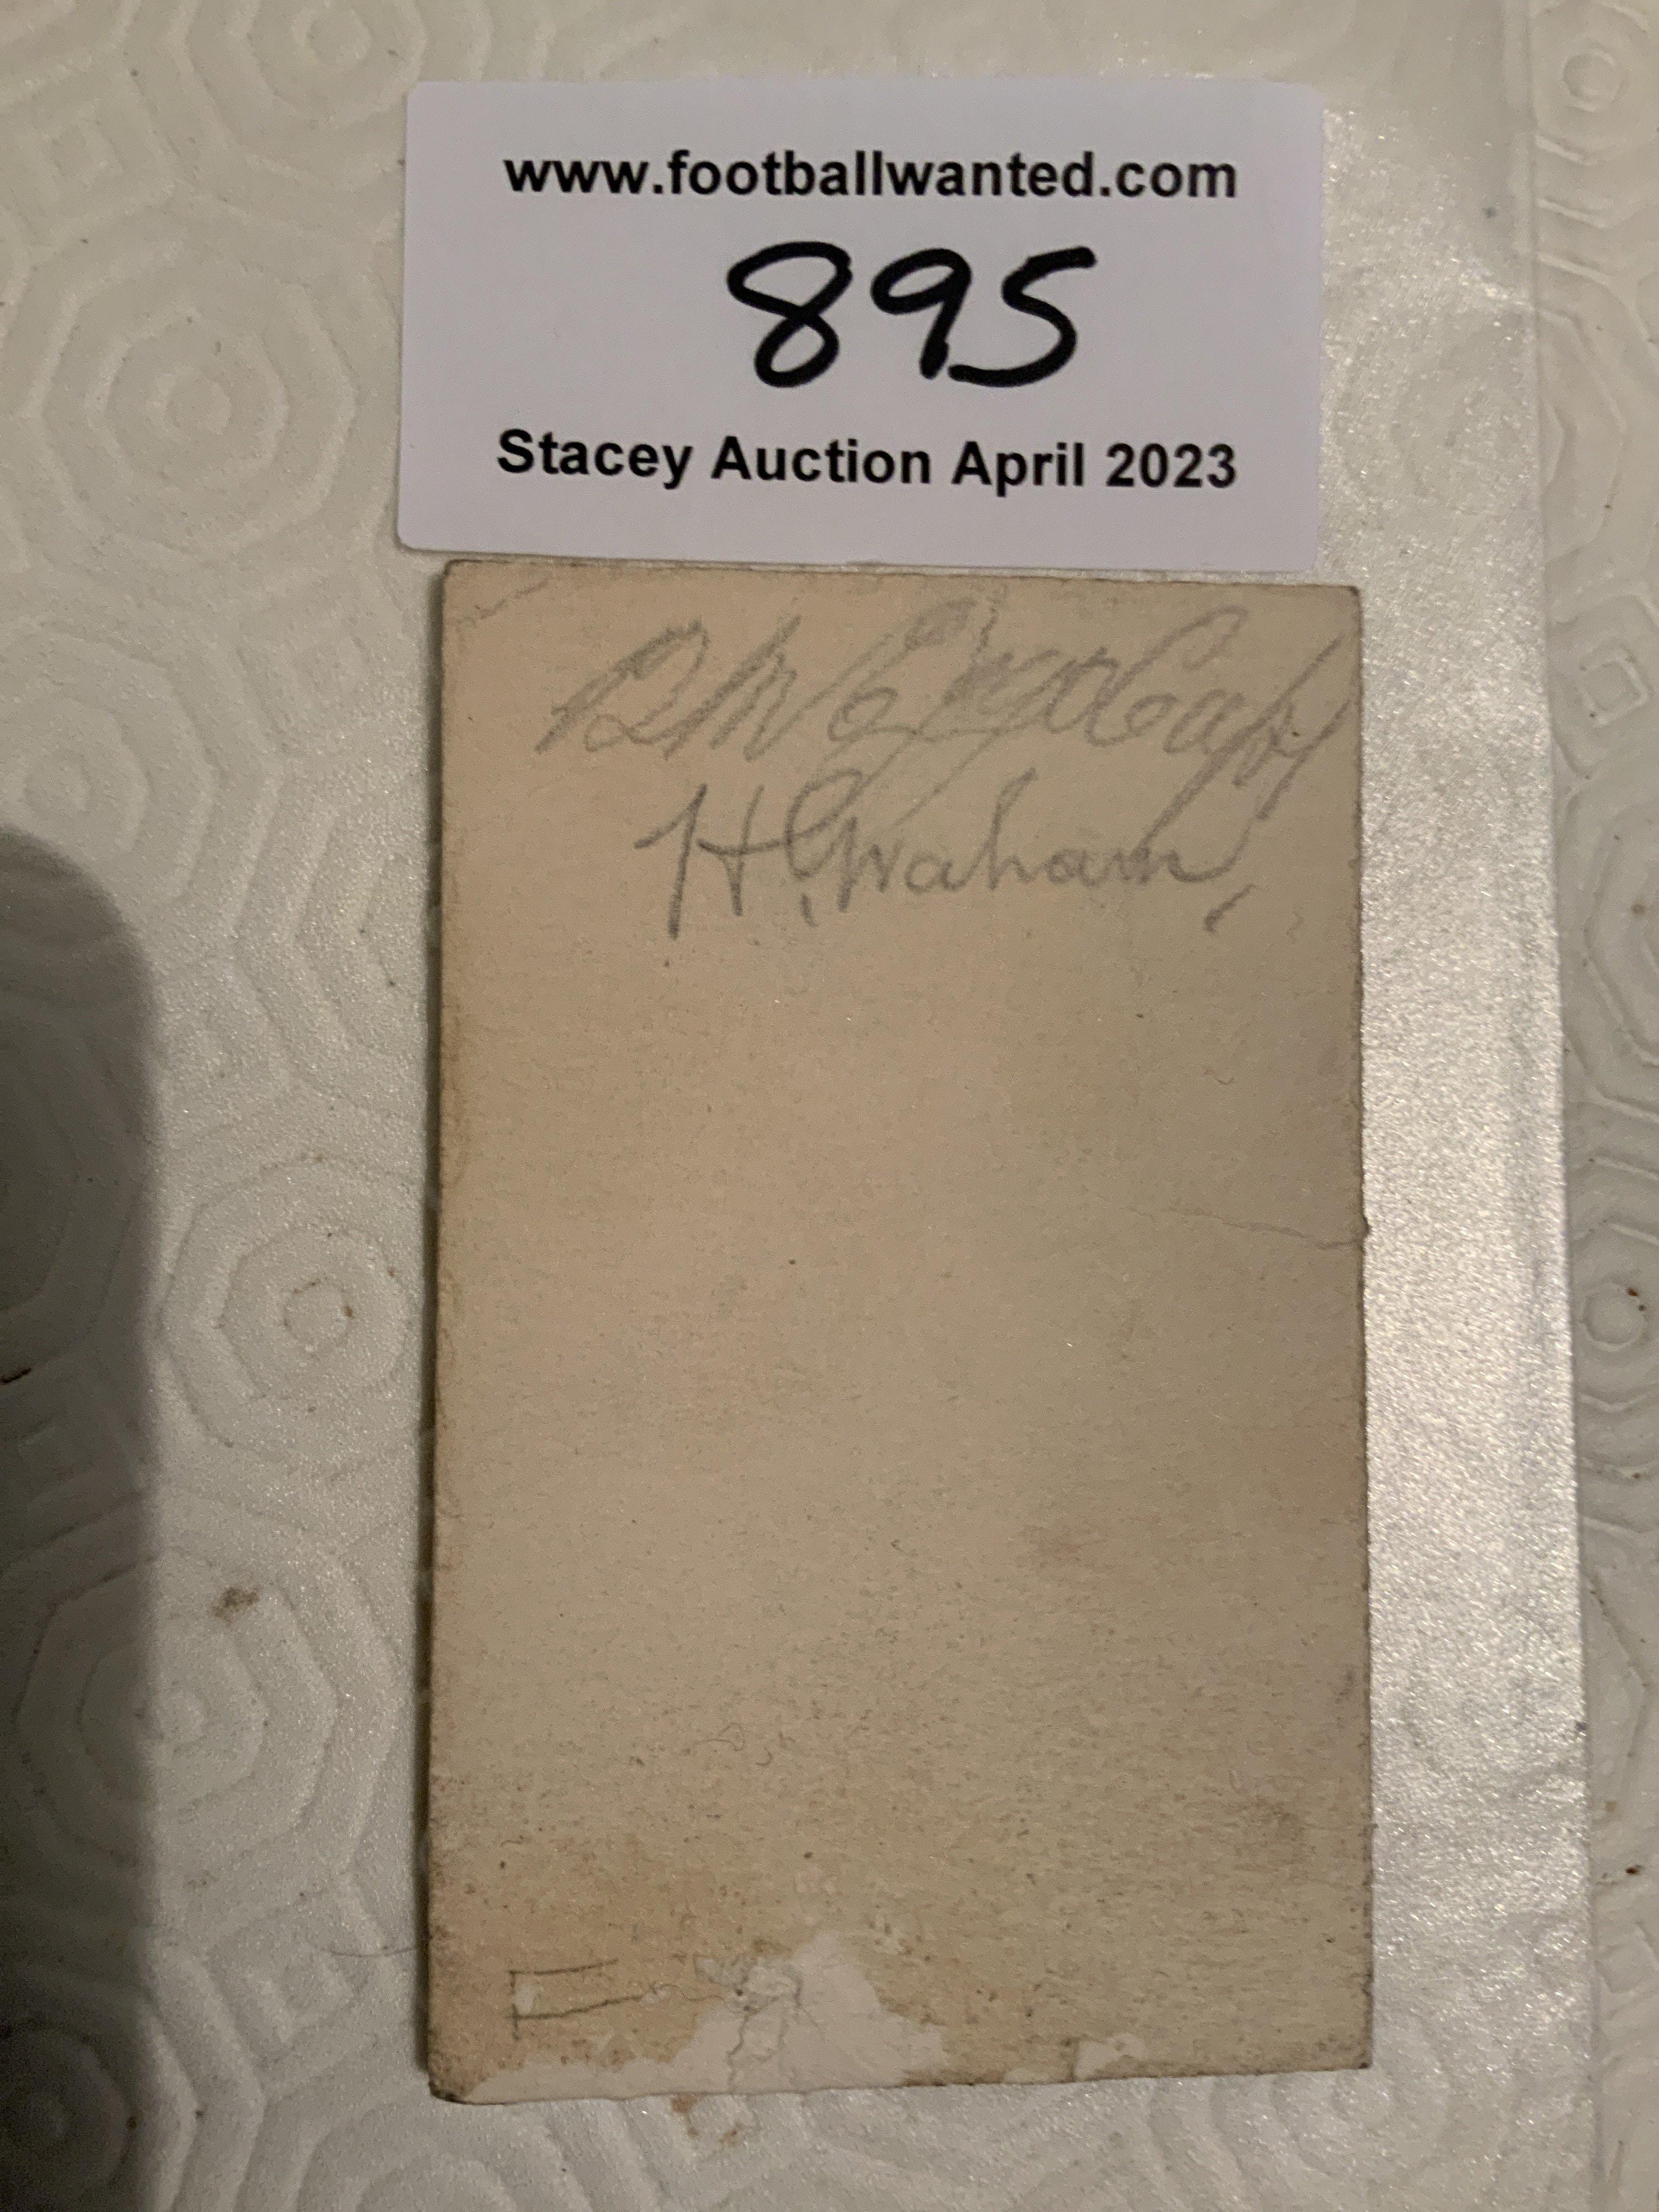 www.footballwanted.com
895
Stacey Auction April 2023
H. Graham